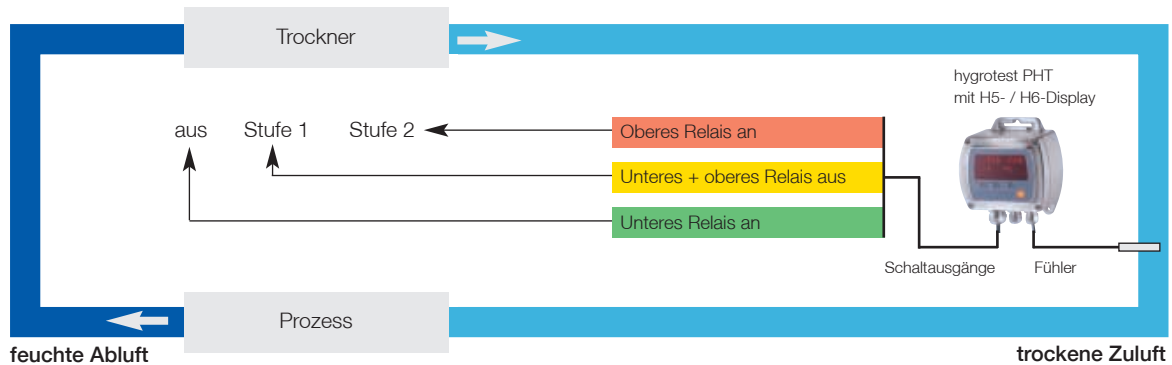 Trockner
hygrotest PHT
mit H5- / H6-Display
aus Stufe 1 Stufe 2
Oberes Relais an
Unteres + oberes Relais aus
Unteres Relais an
Schaltausgänge Fühler
Prozess
feuchte Abluft
trockene Zuluft